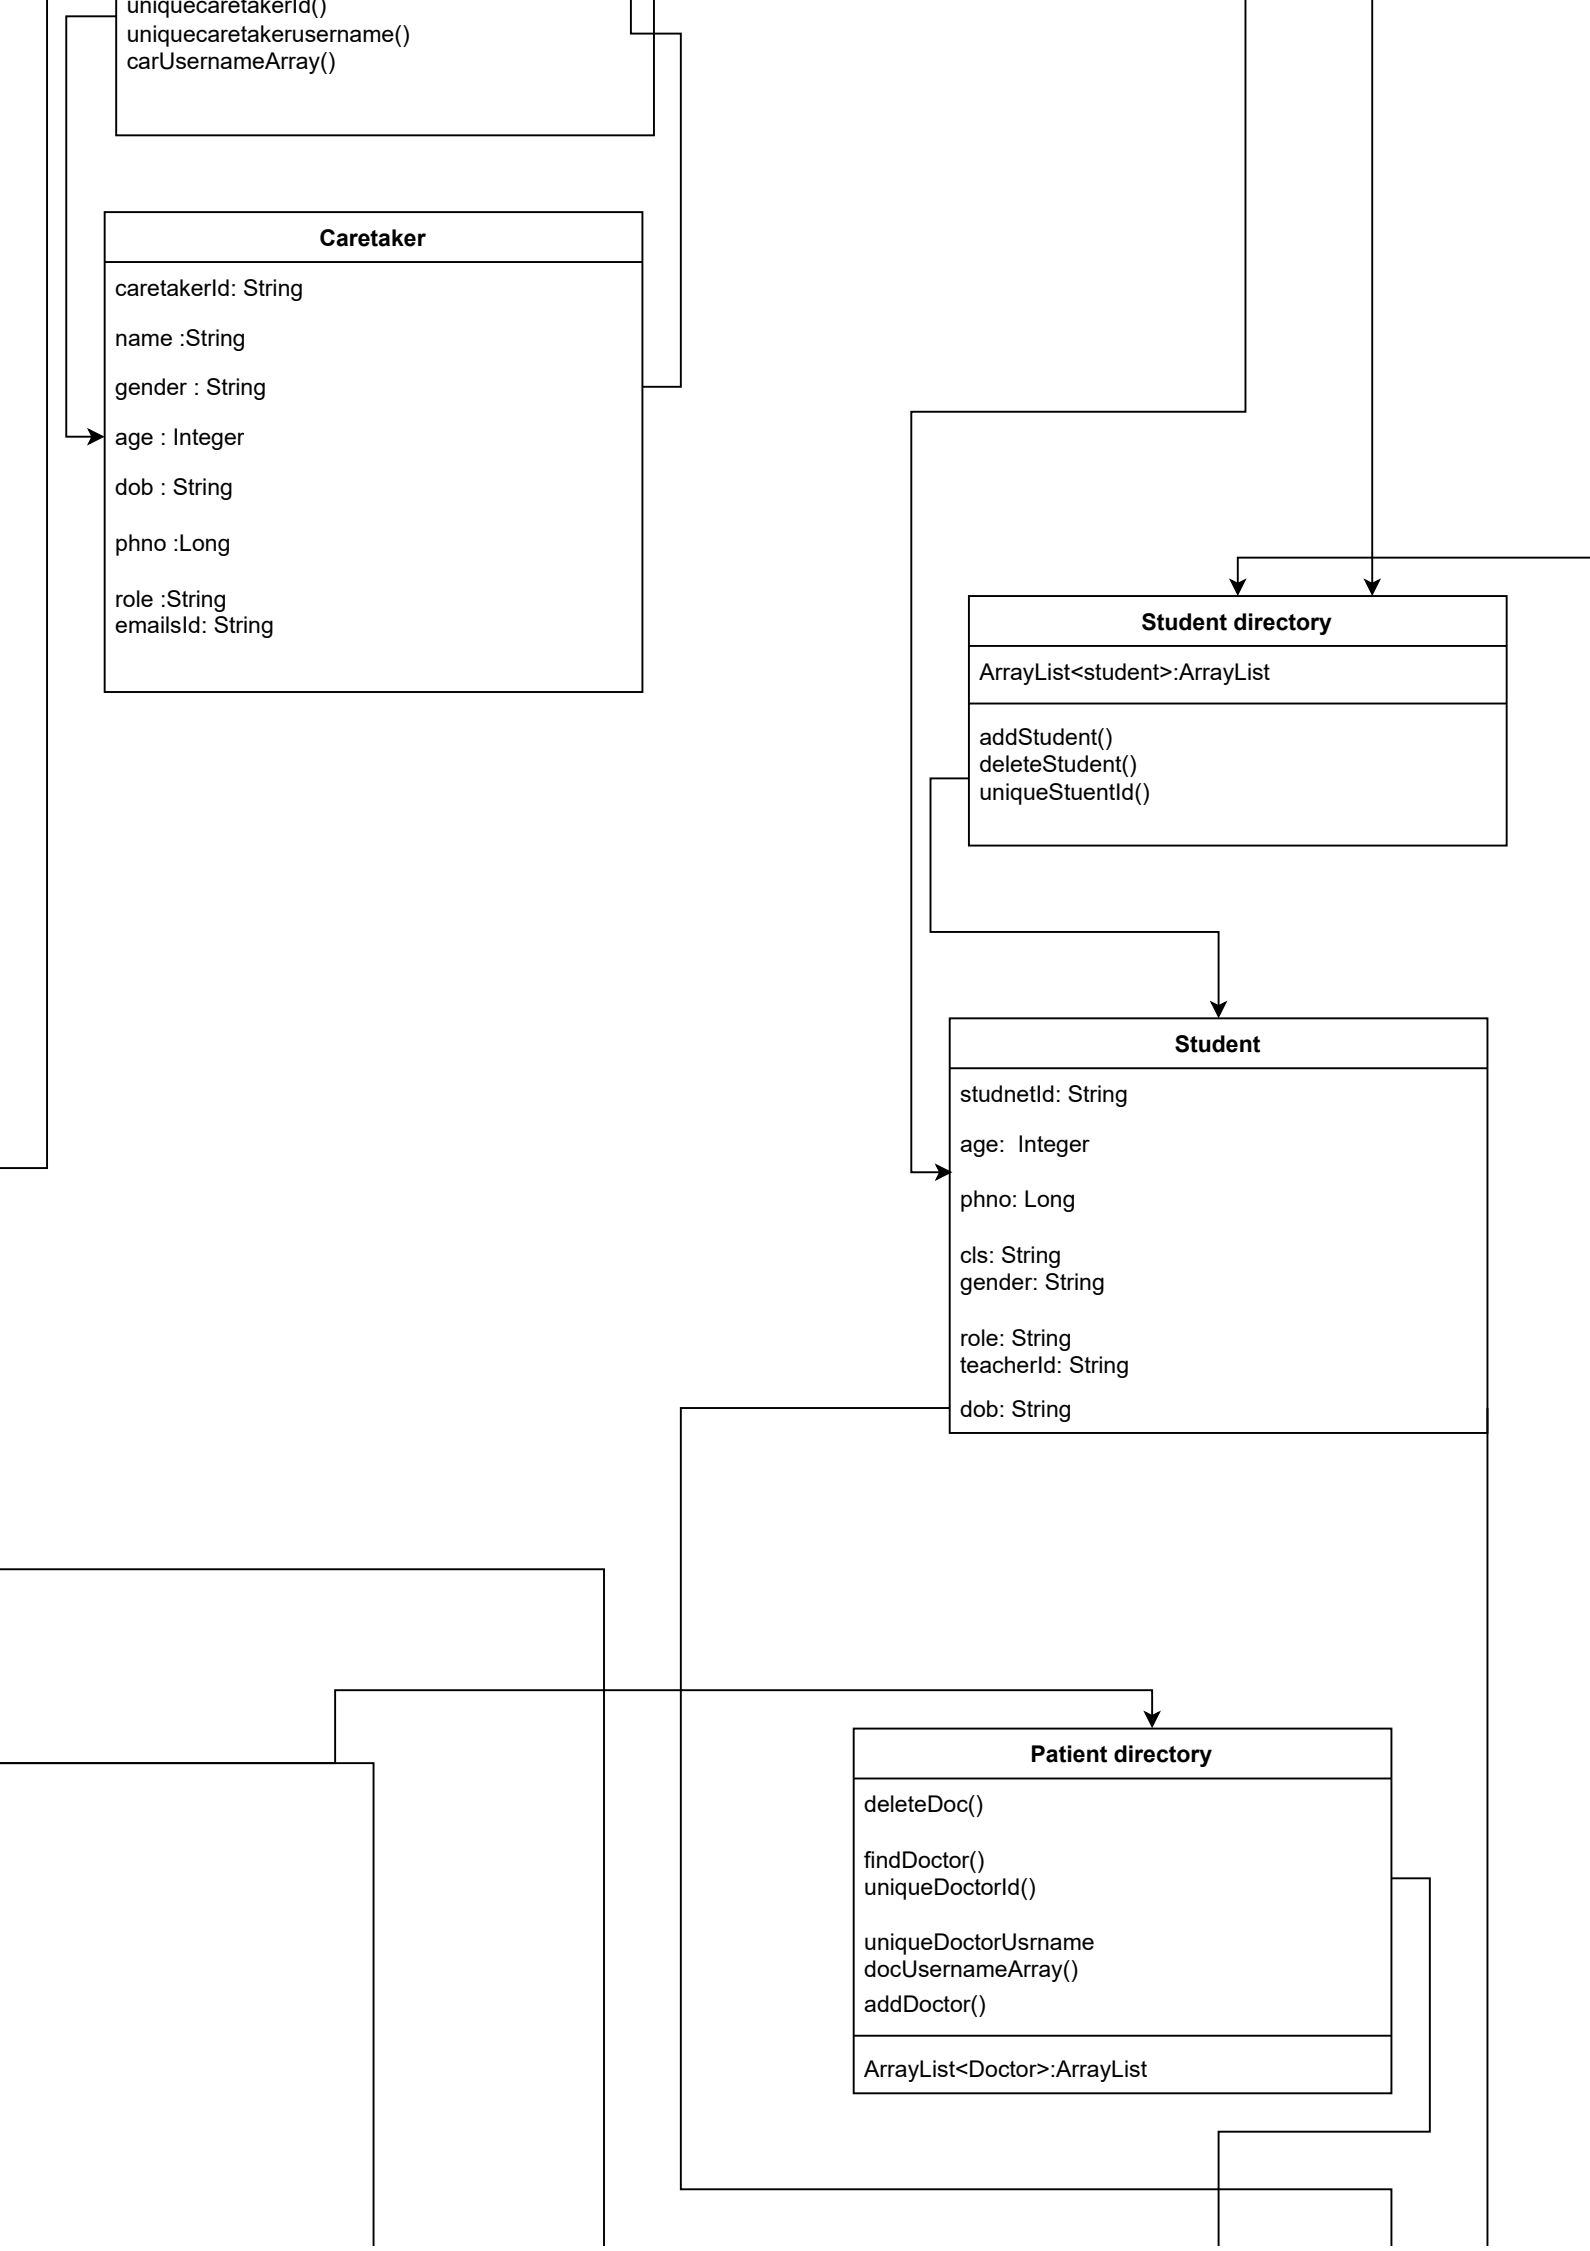 uniquecaretakerId()
uniquecaretakerusername()
carUsernameArray()
Caretaker
caretakerId: String
name :String
gender : String
age : Integer
dob : String
phno :Long
role :String
emailsId: String
Student directory
ArrayList<student>:ArrayList
addStudent()
deleteStudent()
uniqueStuentId()
Student
studnetId: String
age:  Integer
phno: Long
cls: String
gender: String
role: String
teacherId: String
dob: String
Patient directory
deleteDoc()
findDoctor()
uniqueDoctorId()
uniqueDoctorUsrname
docUsernameArray()
addDoctor()
ArrayList<Doctor>:ArrayList